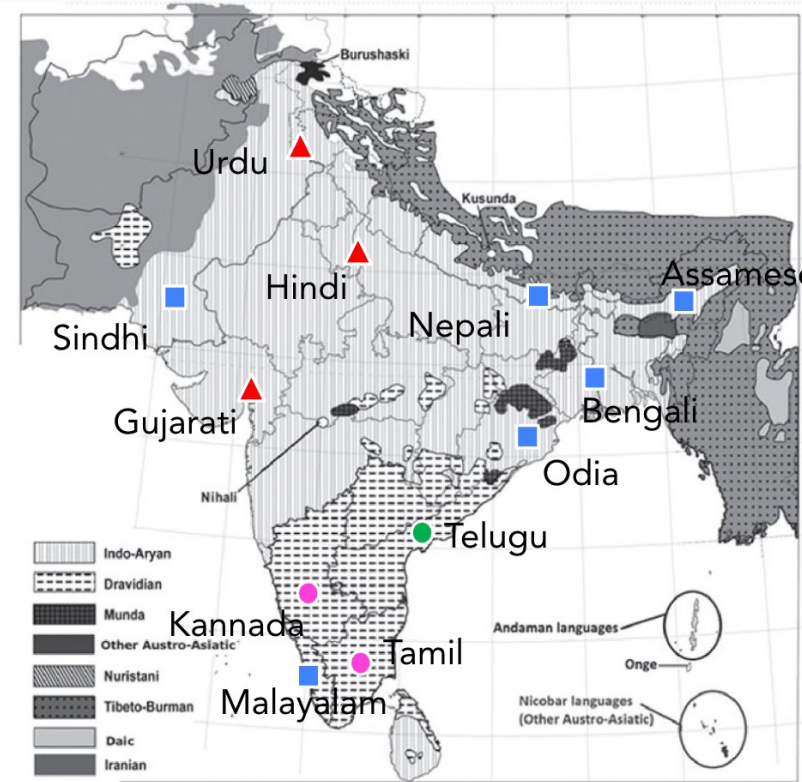 Burushaski
Urdu
Kusunda
Assamese
Hindi
Nepali
Sindhi
Gujarati
Bengali
Odia
Nihali
Telugu
Indo-Aryan
Dravidian
Munda
Other Austro-Asiatic
Nuristani
Tibeto-Burman
Daic
Iranian
Kannada
Tamil
Malayalam
Andaman languages
Onge
Nicobar languages
(Other Austro-Asiatic)